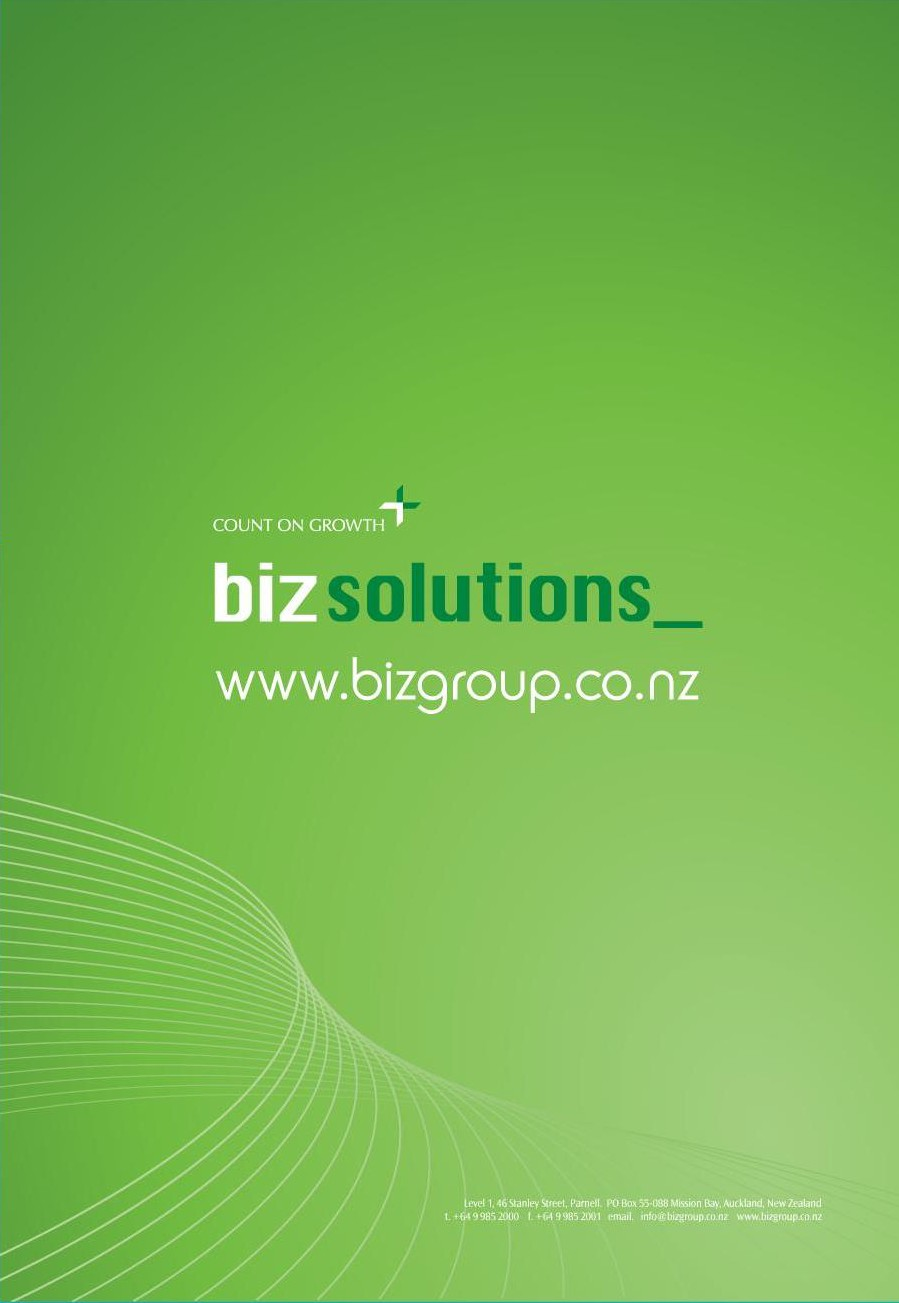 COUNT ON GROWTH
biz solutions_
www.bizgroup.co.nz
Level 1, 46 Stanley Street, Parnell. PO Box 55-088 Mission Bay, Auckland, New Zealand
t. +64 9 985 2000 f. +64 9 985 2001 email. info@bizgroup.co.nz www.bizgroup.co.nz